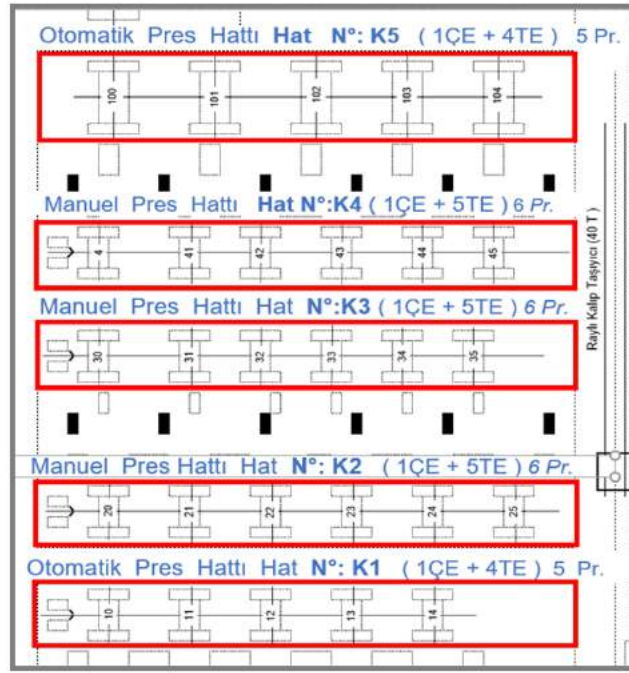 Otomatik Pres Hattı Hat N°: K5 ( 1ÇE + 4TE ) 5 Pr.
100 101 102 103 104
Manuel Pres Hattı Hat N°:K4 ( 1ÇE + 5TE ) 6 Pr.
4 41 42 43 44 45
Manuel Pres Hattı Hat N°:K3 ( 1ÇE + 5TE ) 6 Pr.
30 31 32 33 34 35
Manuel Pres Hattı Hat N°: K2 ( 1ÇE + 5TE ) 6 Pr.
20 21 22 23 24 25
Otomatik Pres Hattı Hat N°: K1 ( 1ÇE + 4TE ) 5 Pr.
10 11 12 13 14
Raylı Kalıp Taşıyıcı (40 T )